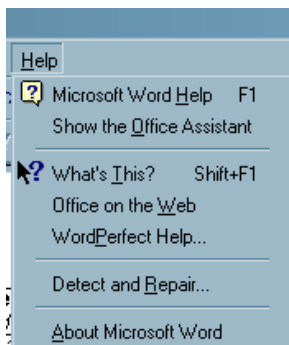 Help
Microsoft Word Help F1
Show the Office Assistant
What's This? Shift+F1
Office on the Web
WordPerfect Help...
Detect and Repair...
About Microsoft Word